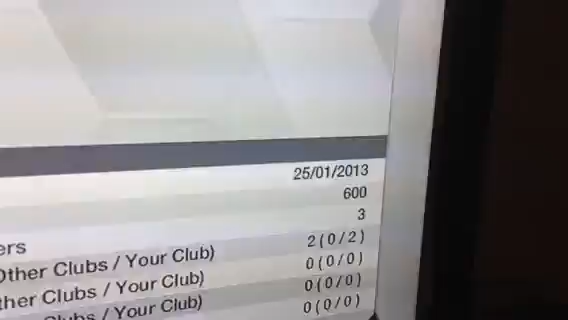 25/01/2013
600
3
ers 2 (0 / 2)
Other Clubs / Your Club) 0 (0 / 0)
ther Clubs / Your Club) 0 (0 / 0)
Clubs / Your Club) 0 (0 / 0)